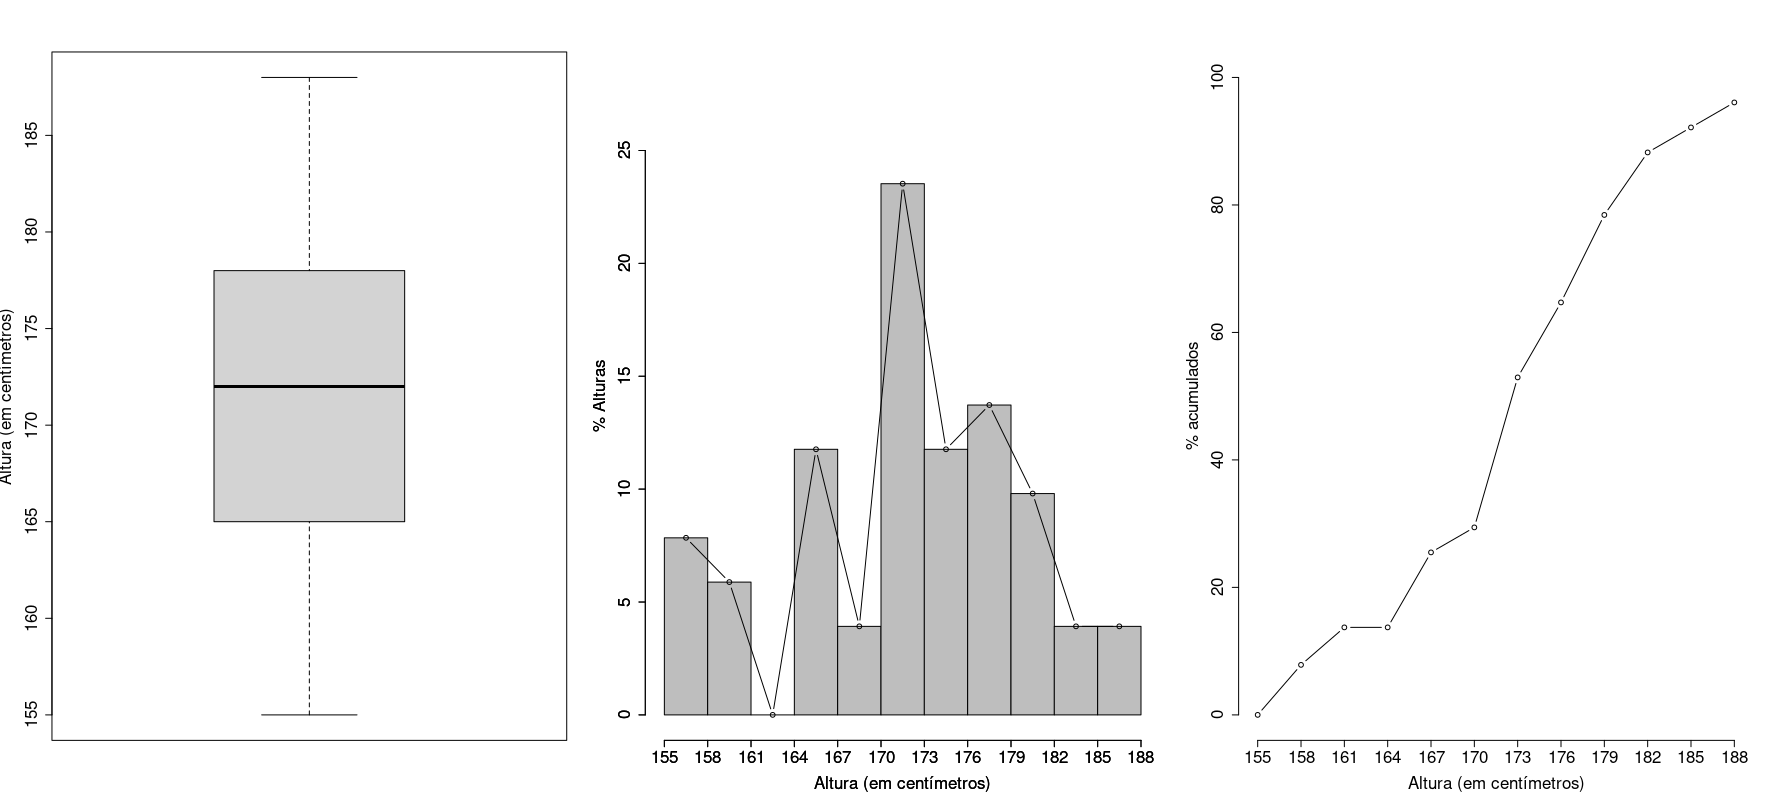 Altura (em centímetros)
185
180
175
170
165
160
155
% Alturas
25
20
15
10
5
0
155 158 161 164 167 170 173 176 179 182 185 188
Altura (em centímetros)
% acumulados
100
80
60
40
20
0
155 158 161 164 167 170 173 176 179 182 185 188
Altura (em centímetros)